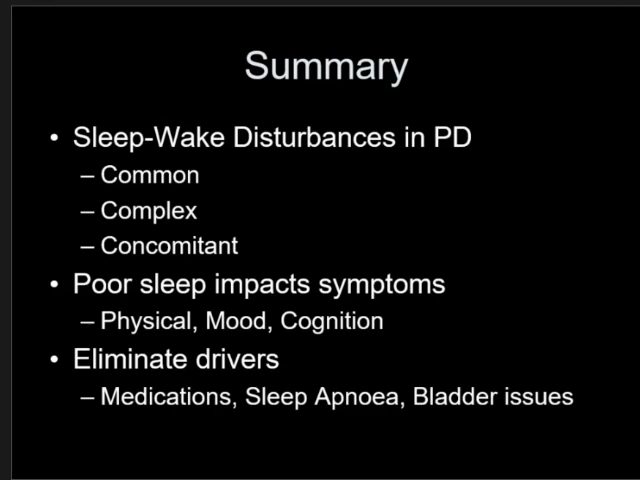 Summary
• Sleep-Wake Disturbances in PD
– Common
– Complex
– Concomitant
• Poor sleep impacts symptoms
– Physical, Mood, Cognition
• Eliminate drivers
– Medications, Sleep Apnoea, Bladder issues